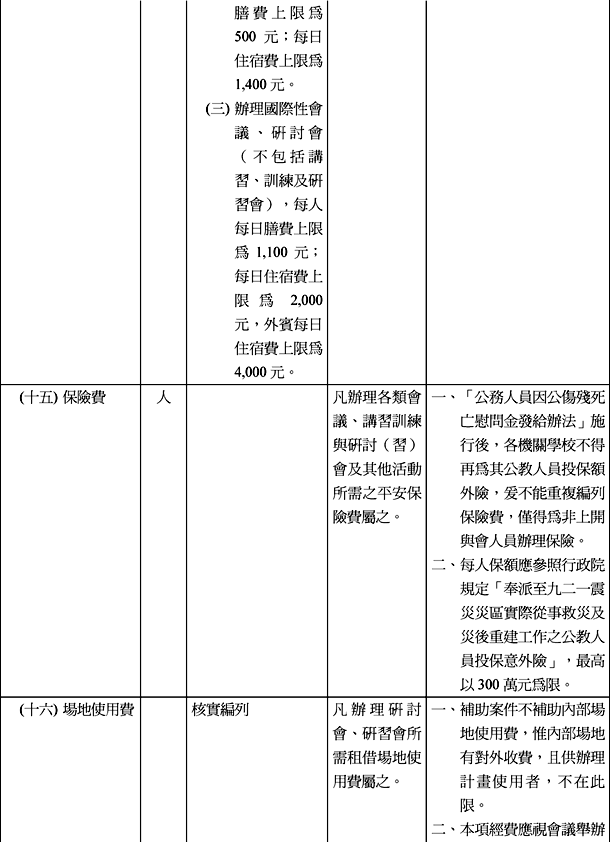 膳費上限為
500 元；每日
住宿費上限為
1,400 元。
(三) 辦理國際性會
議、研討會
（不包括講
習、訓練及研
習會），每人
每日膳費上限
為 1,100 元；
每日住宿費上
限為 2,000
元，外賓每日
住宿費上限為
4,000 元。
(十五) 保險費
人
凡辦理各類會
議、講習訓練
與研討（習）
會及其他活動
所需之平安保
險費屬之。
一、「公務人員因公傷殘死
亡慰問金發給辦法」施
行後，各機關學校不得
再為其公教人員投保額
外險，爰不能重複編列
保險費，僅得為非上開
與會人員辦理保險。
二、每人保額應參照行政院
規定「奉派至九二一震
災災區實際從事救災及
災後重建工作之公教人
員投保意外險」，最高
以 300 萬元為限。
(十六) 場地使用費
核實編列
凡辦理研討
會、研習會所
需租借場地使
用費屬之。
一、補助案件不補助內部場
地使用費，惟內部場地
有對外收費，且供辦理
計畫使用者，不在此
限。
二、本項經費應視會議舉辦